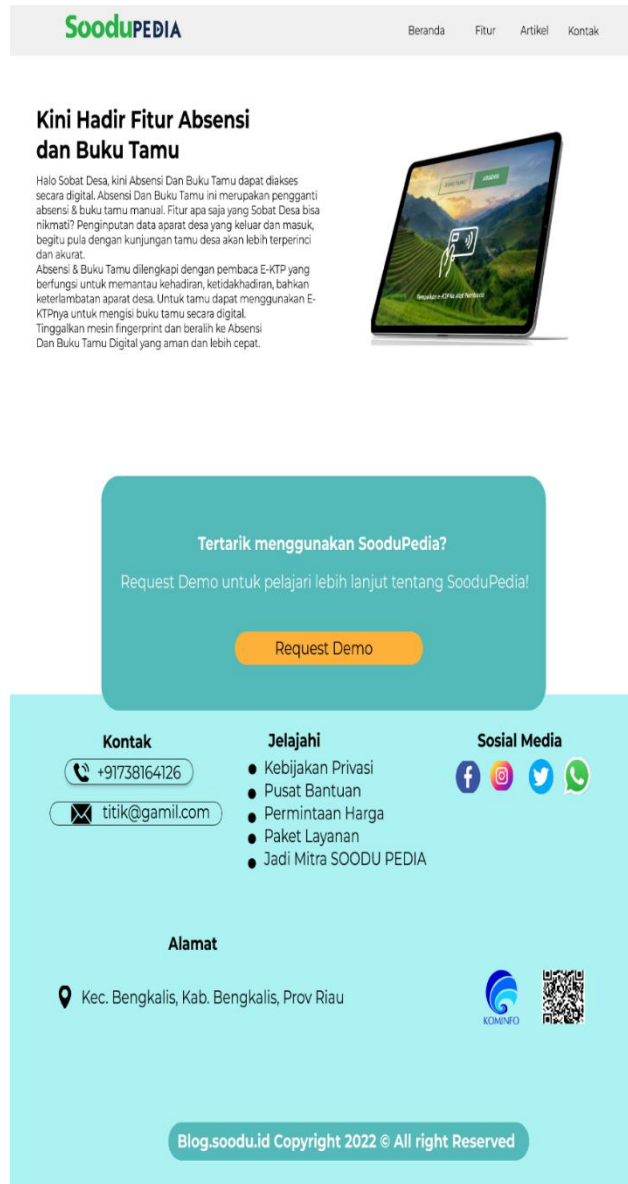 SooduPEDIA
Beranda Fitur Artikel Kontak
Kini Hadir Fitur Absensi
dan Buku Tamu
Halo Sobat Desa, kini Absensi Dan Buku Tamu dapat diakses
secara digital. Absensi Dan Buku Tamu ini merupakan pengganti
absensi & buku tamu manual. Fitur apa saja yang Sobat Desa bisa
nikmati? Penginputan data aparat desa yang keluar dan masuk,
begitu pula dengan kunjungan tamu desa akan lebih terperinci
dan akurat.
Absensi & Buku Tamu dilengkapi dengan pembaca E-KTP yang
berfungsi untuk memantau kehadiran, ketidakhadiran, bahkan
keterlambatan aparat desa. Untuk tamu dapat menggunakan E-
KTPnya untuk mengisi buku tamu secara digital.
Tinggalkan mesin fingerprint dan beralih ke Absensi
Dan Buku Tamu Digital yang aman dan lebih cepat.
BUKU TAMU ABSENSI
Tempelkan e-KTP ke Alat Pembaca
Tertarik menggunakan SooduPedia?
Request Demo untuk pelajari lebih lanjut tentang SooduPedia!
Request Demo
Kontak
+91738164126
titik@gamil.com
Jelajahi
Kebijakan Privasi
Pusat Bantuan
Permintaan Harga
Paket Layanan
Jadi Mitra SOODU PEDIA
Sosial Media
Alamat
Kec. Bengkalis, Kab. Bengkalis, Prov Riau
KOMINFO
Blog.soodu.id Copyright 2022 © All right Reserved